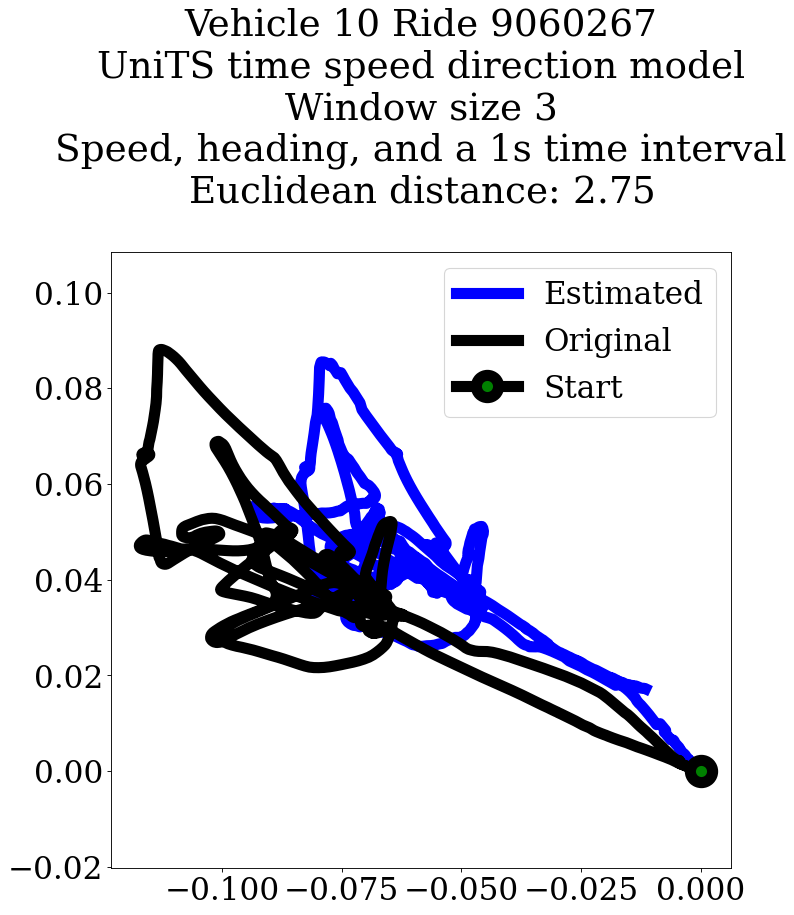 Vehicle 10 Ride 9060267
UniTS time speed direction model
Window size 3
Speed, heading, and a 1s time interval
Euclidean distance: 2.75
Estimated
Original
Start
0.10
0.08
0.06
0.04
0.02
0.00
−0.02
−0.100 −0.075 −0.050 −0.025 0.000